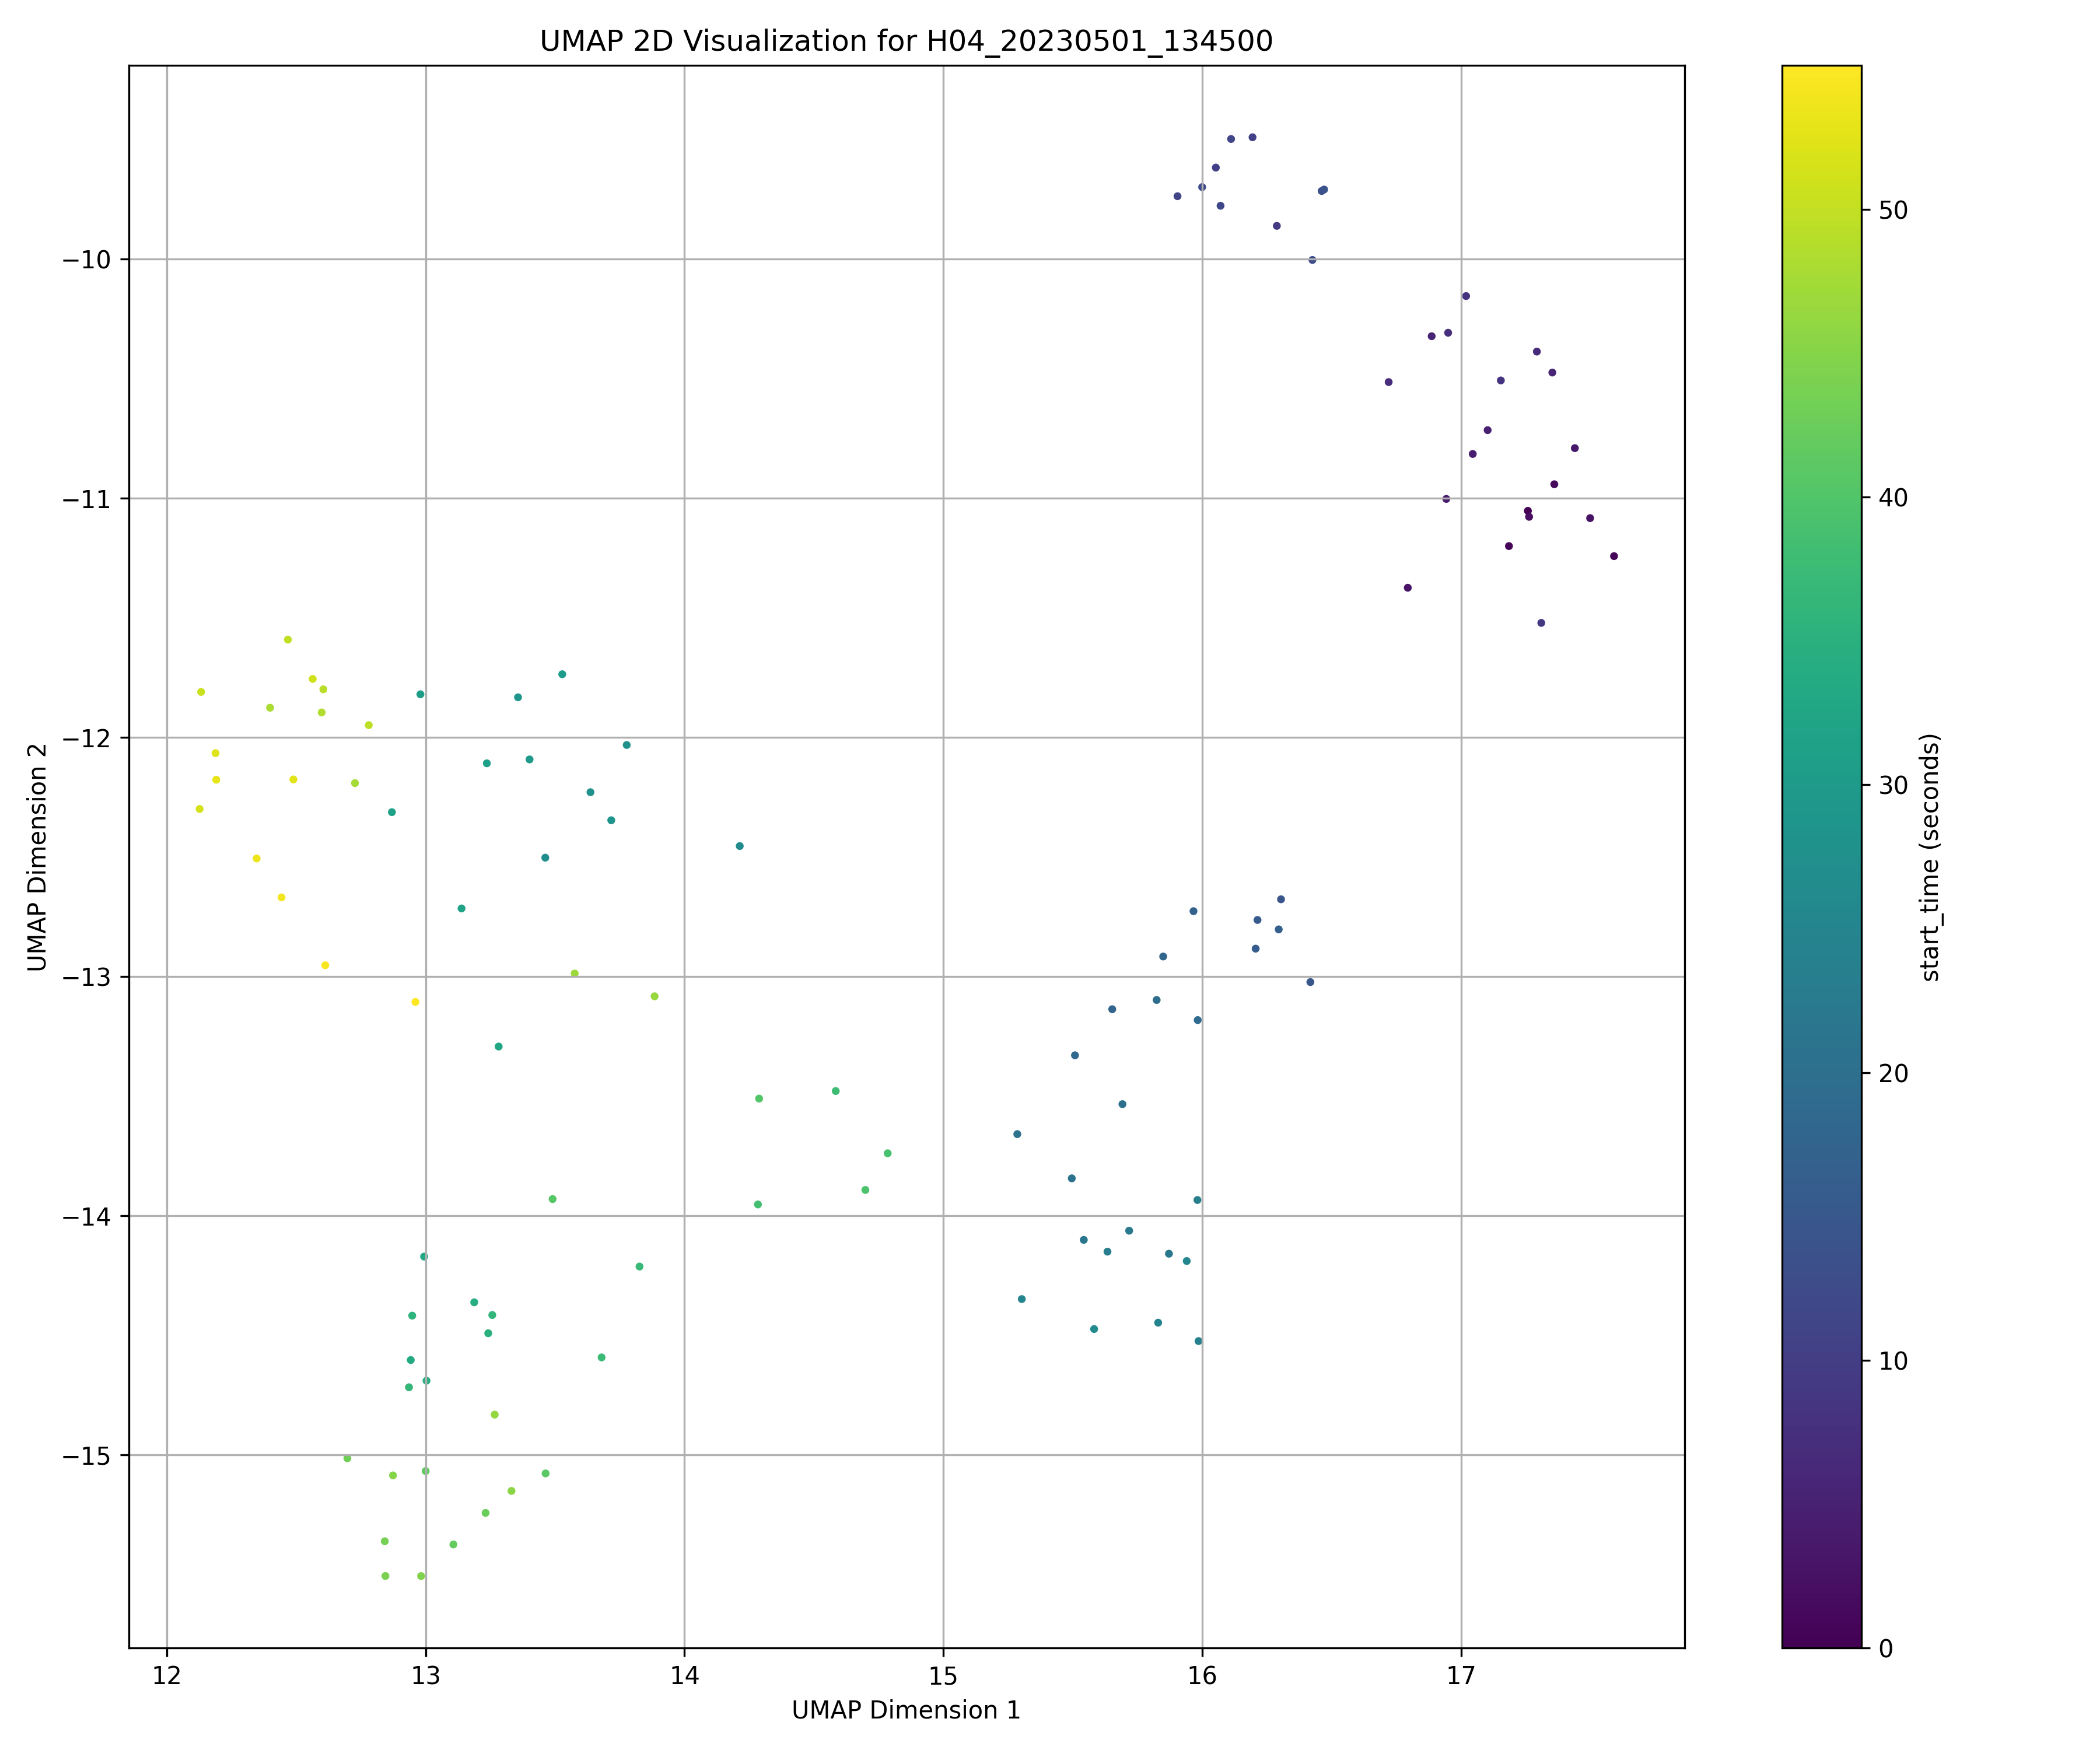 UMAP 2D Visualization for H04_20230501_134500
UMAP Dimension 2
−10
−11
−12
−13
−14
−15
12 13 14 15 16 17
UMAP Dimension 1
50
40
30
20
10
0
start_time (seconds)